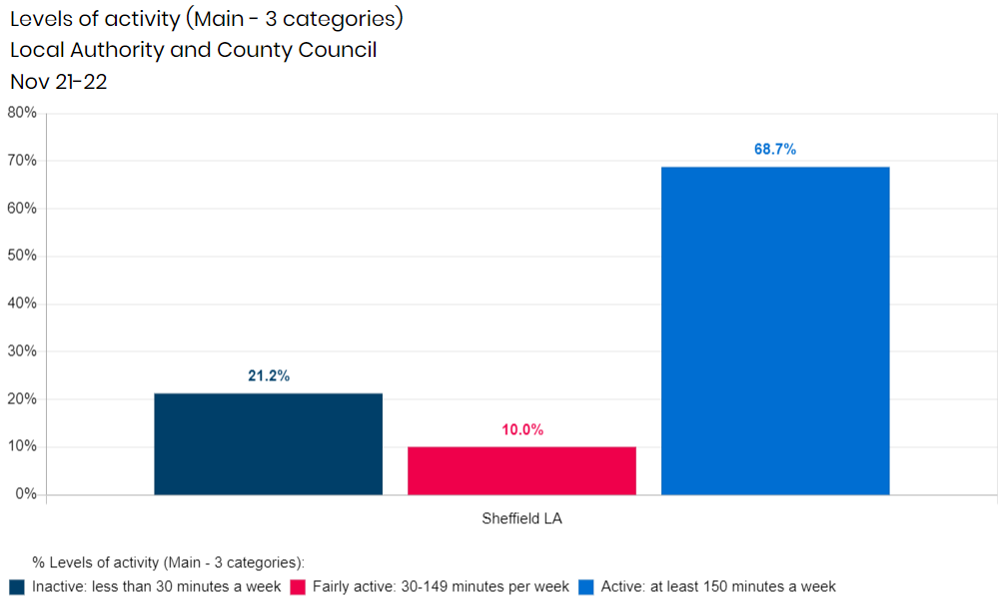 Levels of activity (Main - 3 categories)
Local Authority and County Council
Nov 21-22
80%
70%
60%
50%
40%
30%
20%
10%
0%
21.2%
10.0%
68.7%
Sheffield LA
% Levels of activity (Main - 3 categories):
Inactive: less than 30 minutes a week Fairly active: 30-149 minutes per week Active: at least 150 minutes a week